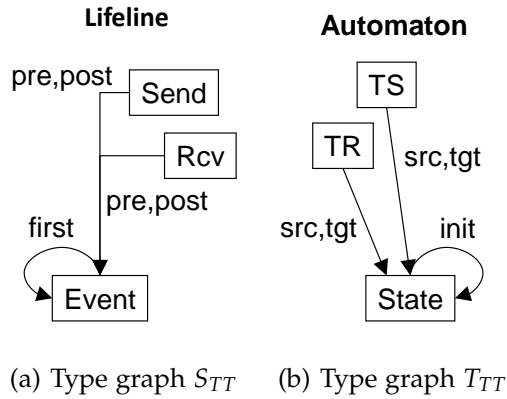 Lifeline
Automaton
pre,post
Send
TS
Rcv
TR
src,tgt
pre,post
first
src,tgt
init
Event
State
(a) Type graph S_TT (b) Type graph T_TT